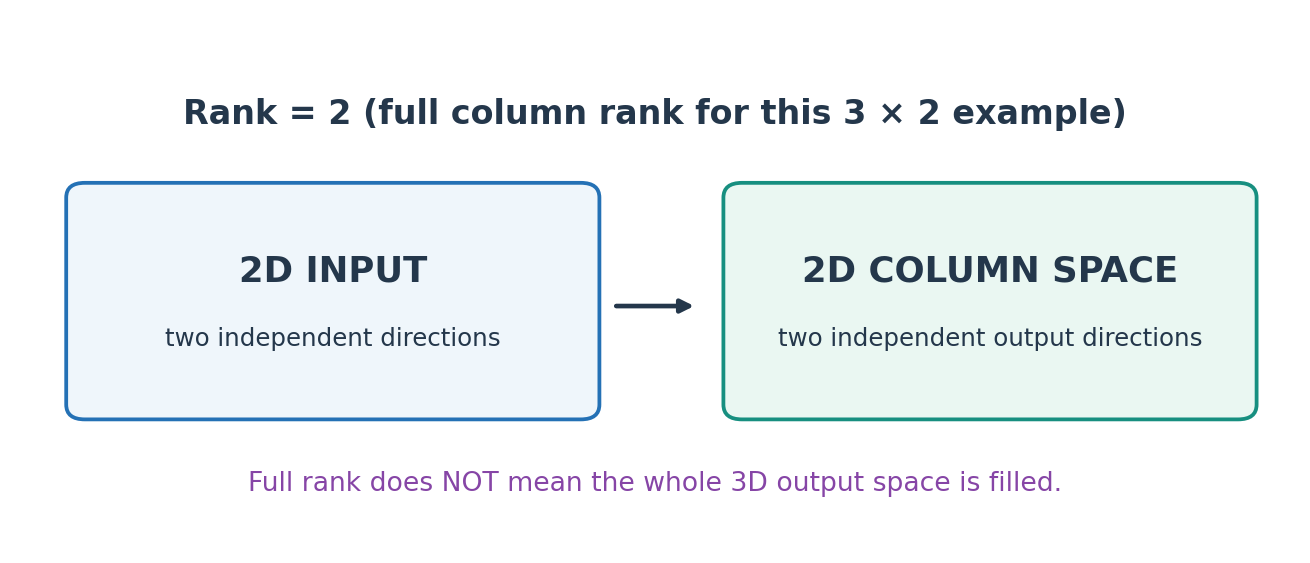 Rank = 2 (full column rank for this 3 × 2 example)
2D INPUT
two independent directions
2D COLUMN SPACE
two independent output directions
Full rank does NOT mean the whole 3D output space is filled.